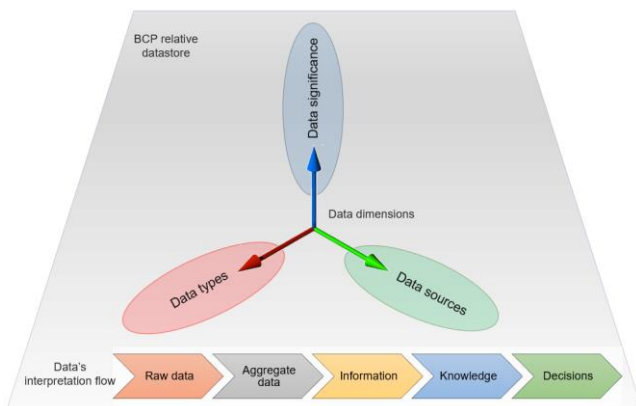 BCP relative
datastore
Data significance
Data dimensions
Data types
Data sources
Data's
interpretation flow
Raw data
Aggregate
data
Information
Knowledge
Decisions